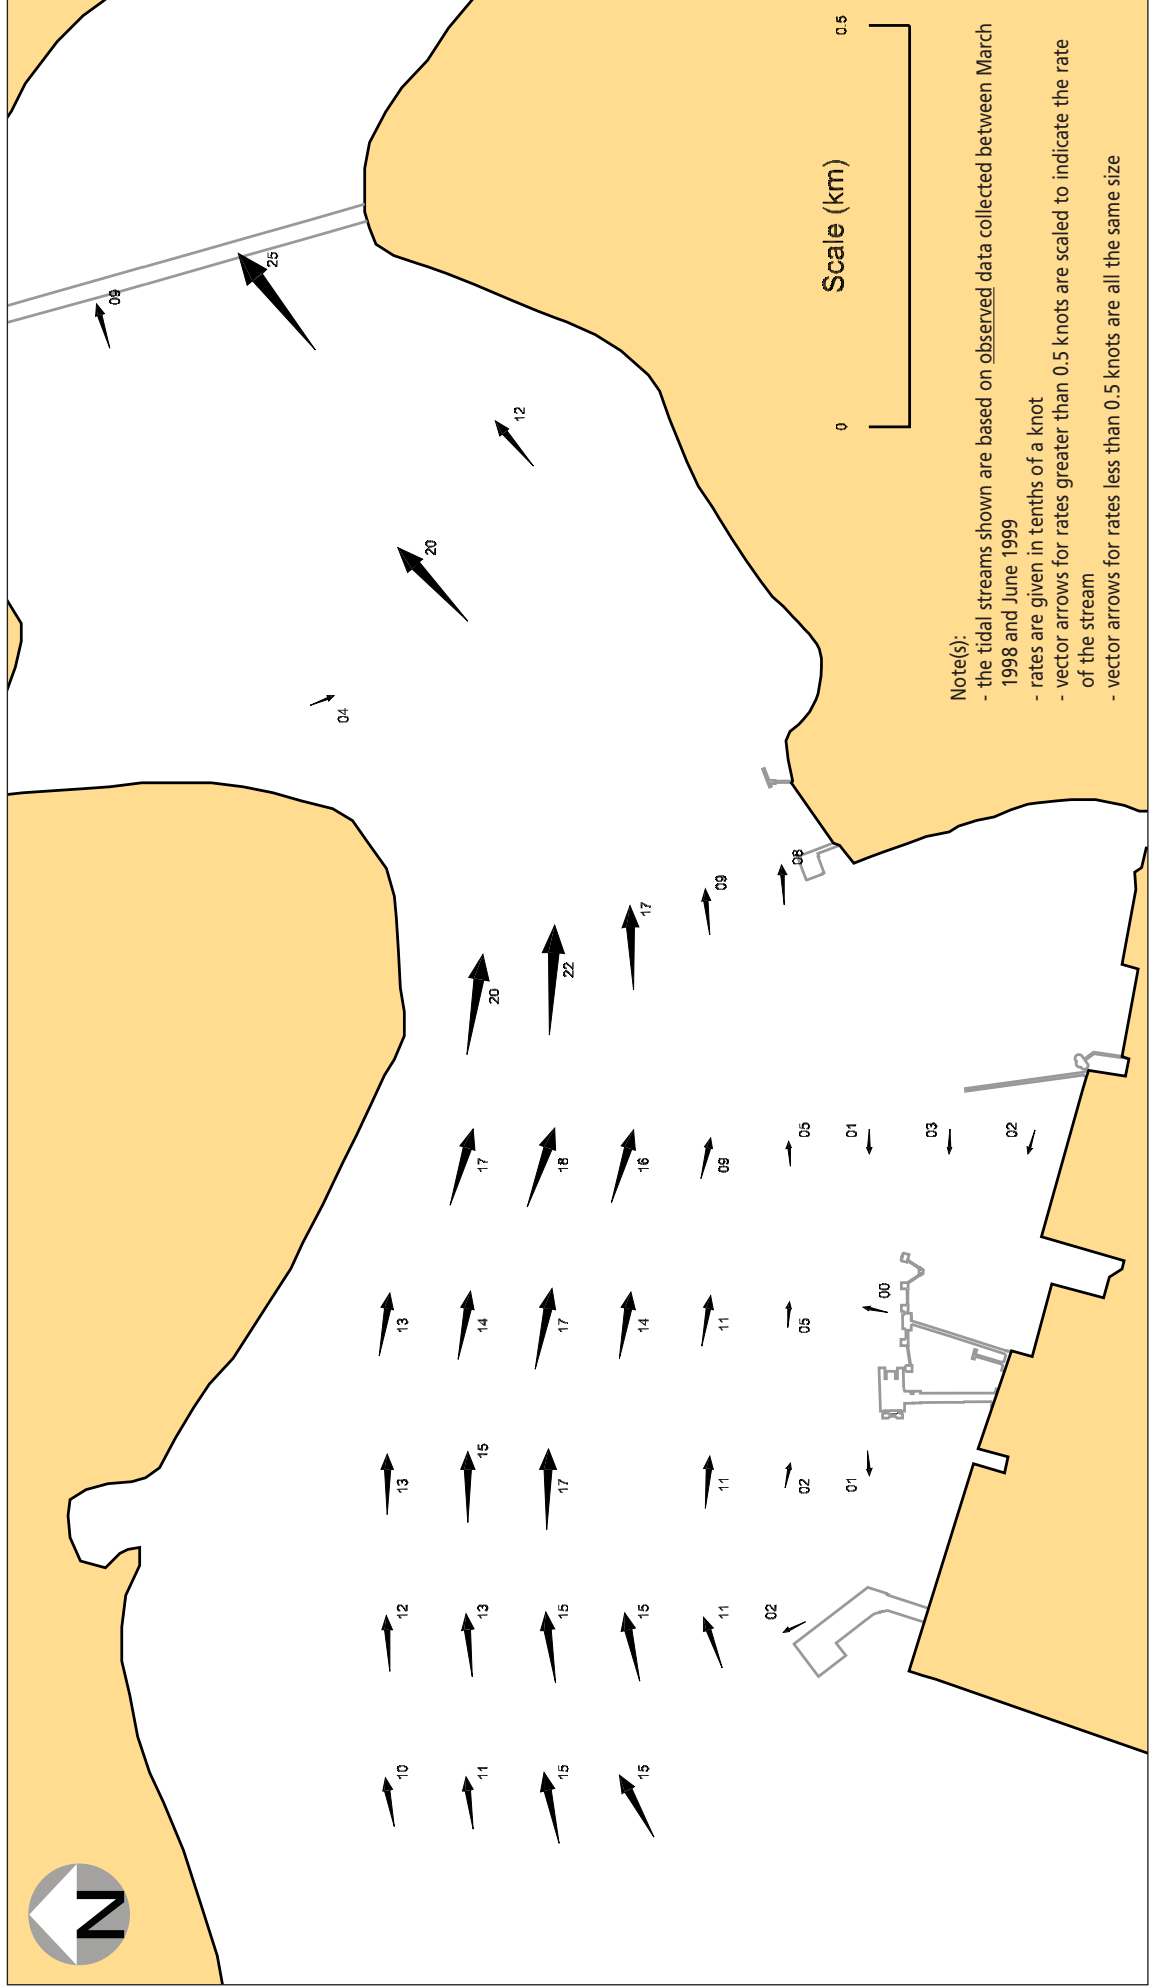 N
09
25
04
10 12 13 13
20
11 13 15 14 17 20
12
15 15 17 17 18 22
15 15 14 16 17
11 11 11 09 09
02
02 05 05 08
01 01
00
03
02
Scale (km)
0 0.5
Note(s):
- the tidal streams shown are based on observed data collected between March
1998 and June 1999
- rates are given in tenths of a knot
- vector arrows for rates greater than 0.5 knots are scaled to indicate the rate
of the stream
- vector arrows for rates less than 0.5 knots are all the same size